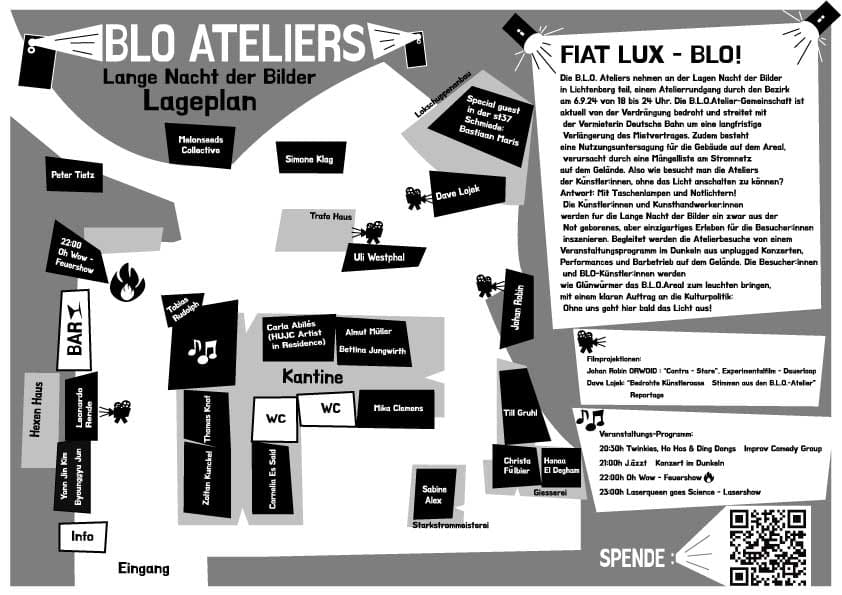 BLO ATELIERS
Lange Nacht der Bilder
Lageplan
Lokschuppenbau
Special guest
in der st37
Schmiede:
Bastiaan Maris
Melonseeds
Collective
Simone Klag
Peter Tietz
Dave Lojek
Trafo Haus
Uli Westphal
22:00
Oh Wow -
Feuershow
BAR
Tobias
Rudolph
Johan Robin
Carla Abilés
(HUJC Artist
in Residence)
Almut Müller
Bettina Jungwirth
Kantine
Hexen Haus
Leonardo
Rende
Thomas Knaf
WC
WC
Mika Clemens
Till Gruhl
Yonn Jin Kim
Byounggyu Jun
Zoltan Kunckel
Cornelia Es Said
Sabine
Alex
Starkstrommeisterei
Christa
Fülbier
Hanaa
El Degham
Giesserei
Info
Eingang
FIAT LUX - BLO!
Die B.L.O. Ateliers nehmen an der Lagen Nacht der Bilder
in Lichtenberg teil, einem Atelierrundgang durch den Bezirk
am 6.9.24 von 18 bis 24 Uhr. Die B.L.O.Atelier-Gemeinschaft ist
aktuell von der Verdrängung bedroht und streitet mit
der Vermieterin Deutsche Bahn um eine langfristige
Verlängerung des Mietvertrages. Zudem besteht
eine Nutzungsuntersagung für die Gebäude auf dem Areal,
verursacht durch eine Mängelliste am Stromnetz
auf dem Gelände. Also wie besucht man die Ateliers
der Künstler:innen, ohne das Licht anschalten zu können?
Antwort: Mit Taschenlampen und Notlichtern!
Die Künstler:innen und Kunsthandwerker:innen
werden fur die Lange Nacht der Bilder ein zwar aus der
Not geborenes, aber einzigartiges Erleben für die Besucher:innen
inszenieren. Begleitet werden die Atelierbesuche von einem
Veranstaltungsprogramm im Dunkeln aus unplugged Konzerten,
Performances und Barbetrieb auf dem Gelände. Die Besucher:innen
und BLO-Künstler:innen werden
wie Glünwürmer das B.L.O.Areal zum leuchten bringen,
mit einem klaren Auftrag an die Kulturpolitik:
Ohne uns geht hier bald das Licht aus!
Filmprojektionen:
Johan Robin ORWOID : "Contra - Stare", Experimentalfilm - Dauerloop
Dave Lojek: "Bedrohte Künstleroase Stimmen aus den B.L.O.-Atelier"
Reportage
Veranstaltungs-Programm:
20:30h Twinkies, Ho Hos & Ding Dongs Improv Comedy Group
21:00h J.äzzt Konzert im Dunkeln
22:00h Oh Wow - Feuershow
23:00h Laserqueen goes Science - Lasershow
SPENDE :